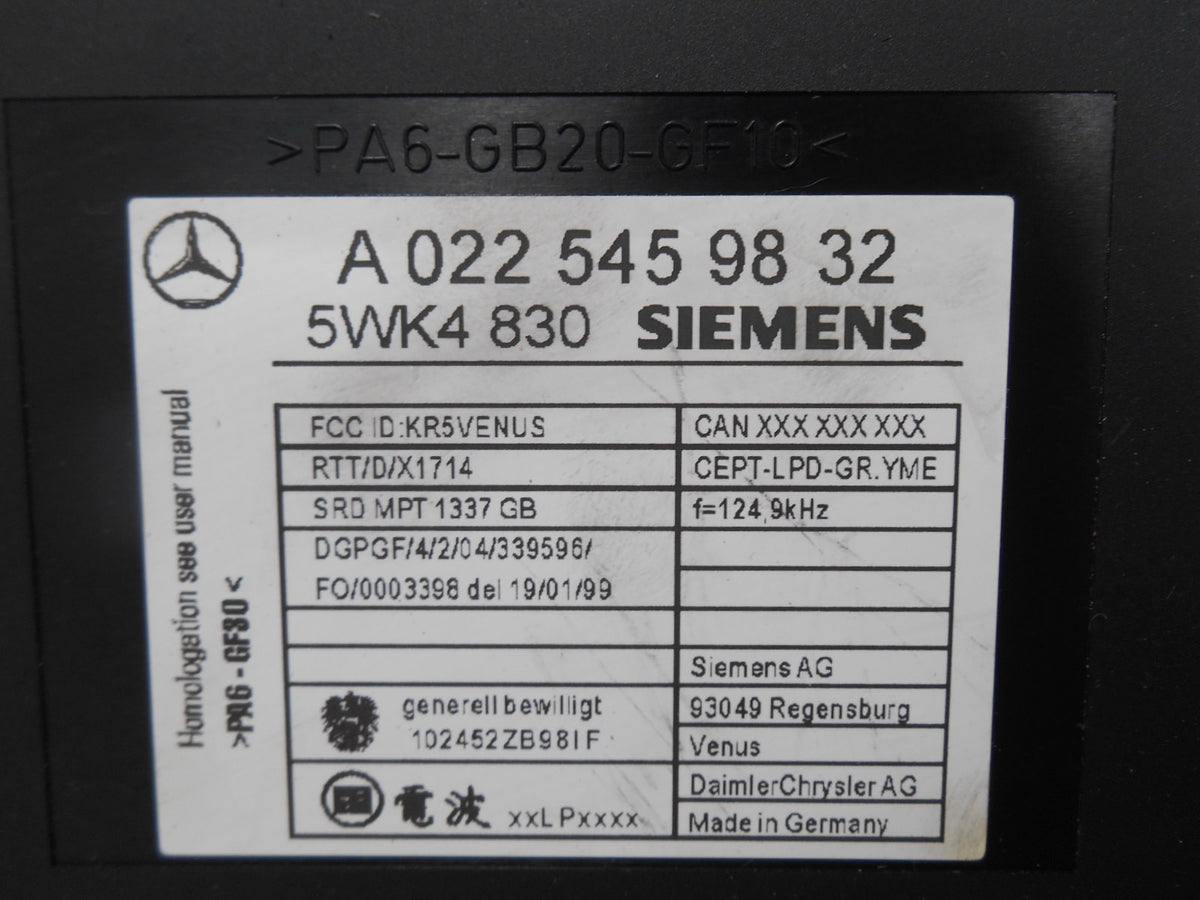 >PA6-GB20-GF10<
A 022 545 98 32
5WK4 830 SIEMENS
Homologation see user manual
>PA6-GF30<
FCC ID:KR5VENUS
CAN XXX XXX XXX
RTT/D/X1714
CEPT-LPD-GR.YME
SRD MPT 1337 GB
f=124,9kHz
DGPGF/4/2/04/339596/
FO/0003398 del 19/01/99
Siemens AG
generell bewilligt
93049 Regensburg
102452ZB98IF
Venus
DaimlerChrysler AG
電波 xxLPxxxx
Made in Germany